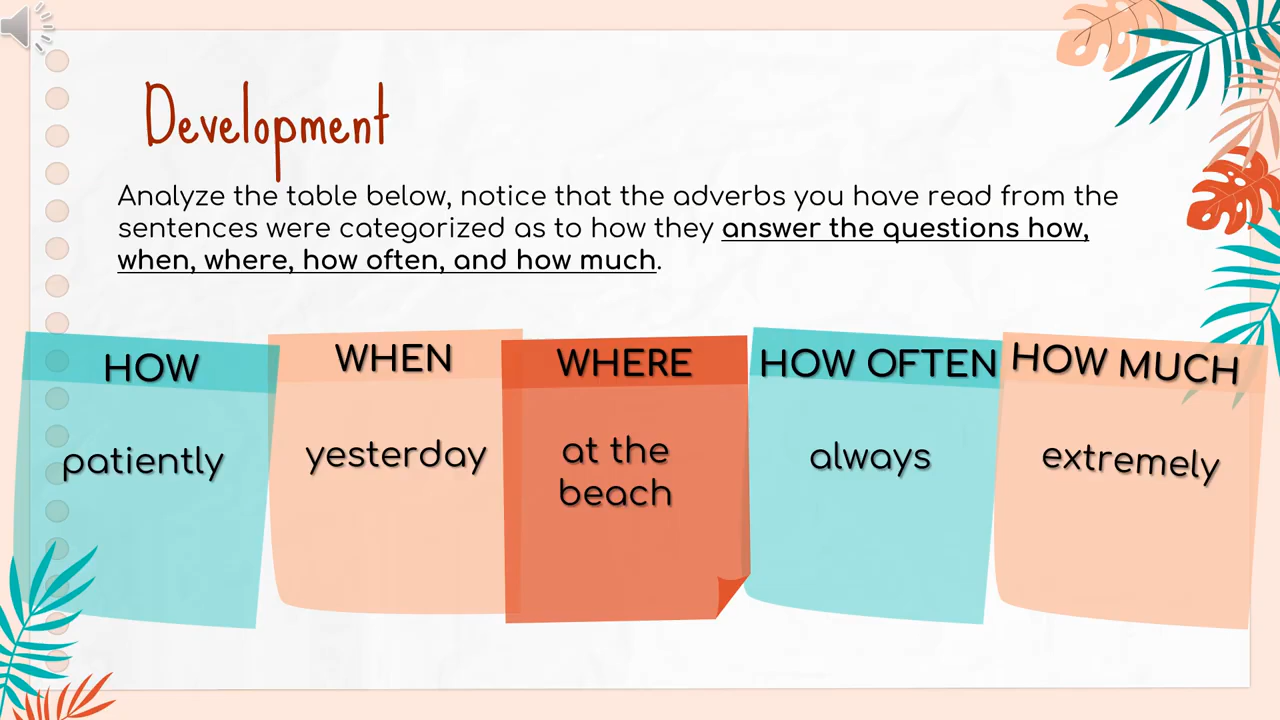 Development
Analyze the table below, notice that the adverbs you have read from the
sentences were categorized as to how they answer the questions how,
when, where, how often, and how much.
HOW
patiently
WHEN
yesterday
WHERE
at the
beach
HOW OFTEN
always
HOW MUCH
extremely